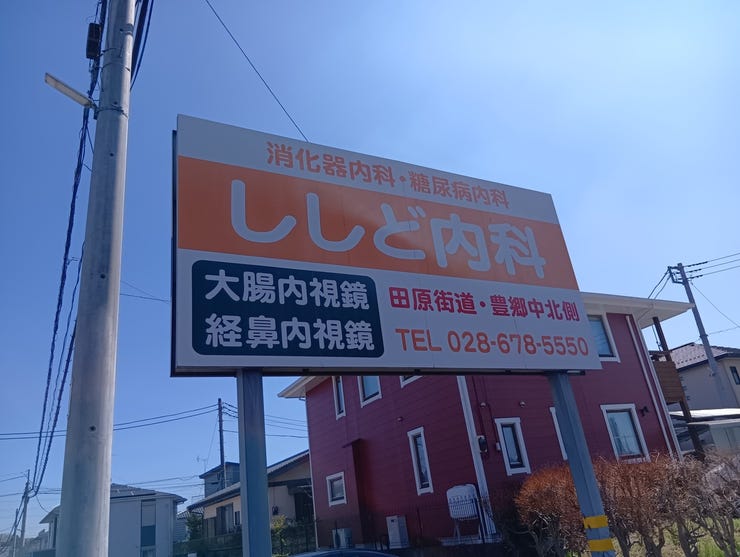 消化器内科・糖尿病内科
ししど内科
大腸内視鏡
経鼻内視鏡
田原街道・豊郷中北側
TEL 028-678-5550